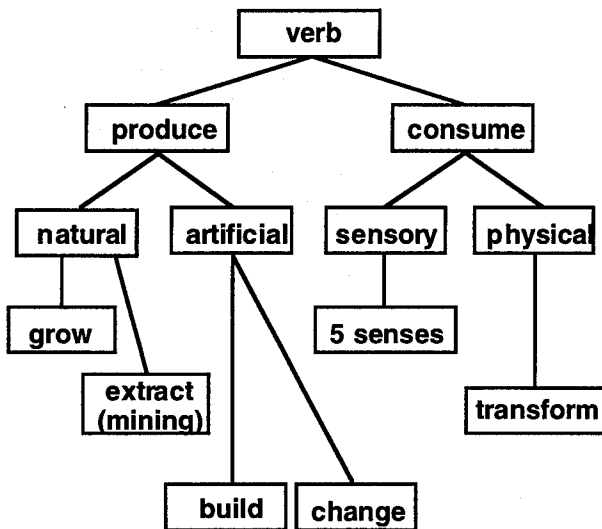 verb
produce
consume
natural
artificial
sensory
physical
grow
5 senses
extract
(mining)
transform
build
change